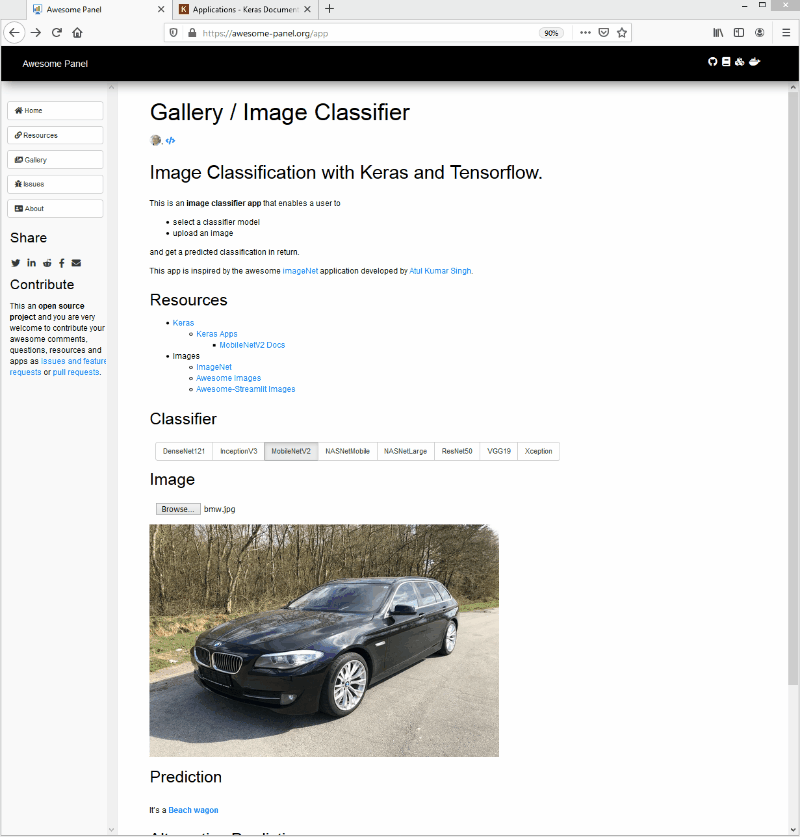 Awesome Panel
Applications - Keras Document
https://awesome-panel.org/app
90%
Awesome Panel
Home
Resources
Gallery
Issues
About
Share
Contribute
This an open source
project and you are very
welcome to contribute your
awesome comments,
questions, resources and
apps as issues and feature
requests or pull requests.
Gallery / Image Classifier
Image Classification with Keras and Tensorflow.
This is an image classifier app that enables a user to
select a classifier model
upload an image
and get a predicted classification in return.
This app is inspired by the awesome imageNet application developed by Atul Kumar Singh.
Resources
Keras
Keras Apps
MobileNetV2 Docs
Images
ImageNet
Awesome Images
Awesome-Streamlit Images
Classifier
DenseNet121 InceptionV3 MobileNetV2 NASNetMobile NASNetLarge ResNet50 VGG19 Xception
Image
Browse... bmw.jpg
Prediction
It's a Beach wagon